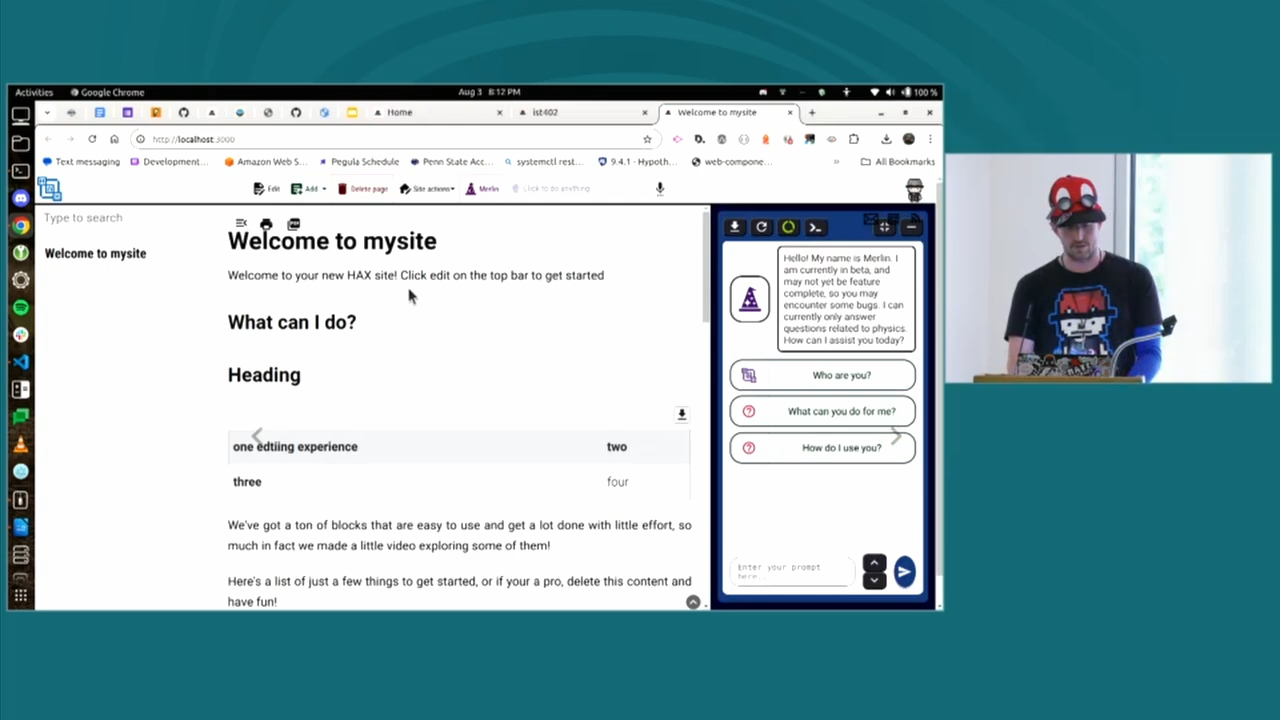 Activities
Google Chrome
Aug 3 8:12 PM
100 %
Home
ist402
Welcome to mysite
http://localhost:3000
Text messaging
Development...
Amazon Web S...
Pegula Schedule
Penn State Acc...
systemctl rest...
9.4.1 - Hypoth...
web-compone...
»
All Bookmarks
Edit
Add
Delete page
Site actions
Merlin
Click to do anything
Type to search
Welcome to mysite
PDF
Welcome to mysite
Welcome to your new HAX site! Click edit on the top bar to get started
What can I do?
Heading
one edtiing experience
two
three
four
We've got a ton of blocks that are easy to use and get a lot done with little effort, so
much in fact we made a little video exploring some of them!
Here's a list of just a few things to get started, or if your a pro, delete this content and
have fun!
Hello! My name is Merlin. I
am currently in beta, and
may not yet be feature
complete, so you may
encounter some bugs. I can
currently only answer
questions related to physics.
How can I assist you today?
Who are you?
What can you do for me?
How do I use you?
Enter your prompt
here..